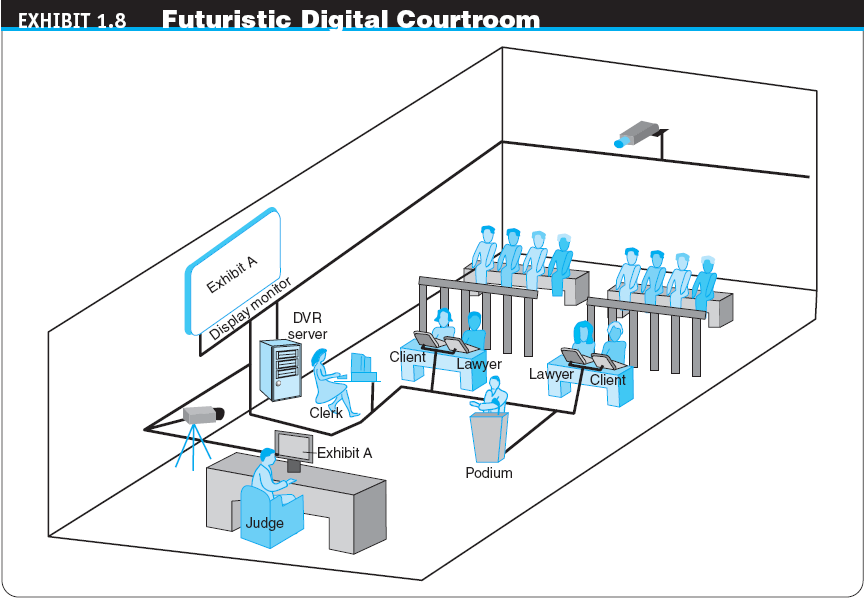 EXHIBIT 1.8 Futuristic Digital Courtroom
Exhibit A
Display monitor
DVR
server
Clerk
Client
Lawyer
Lawyer
Client
Podium
Exhibit A
Judge